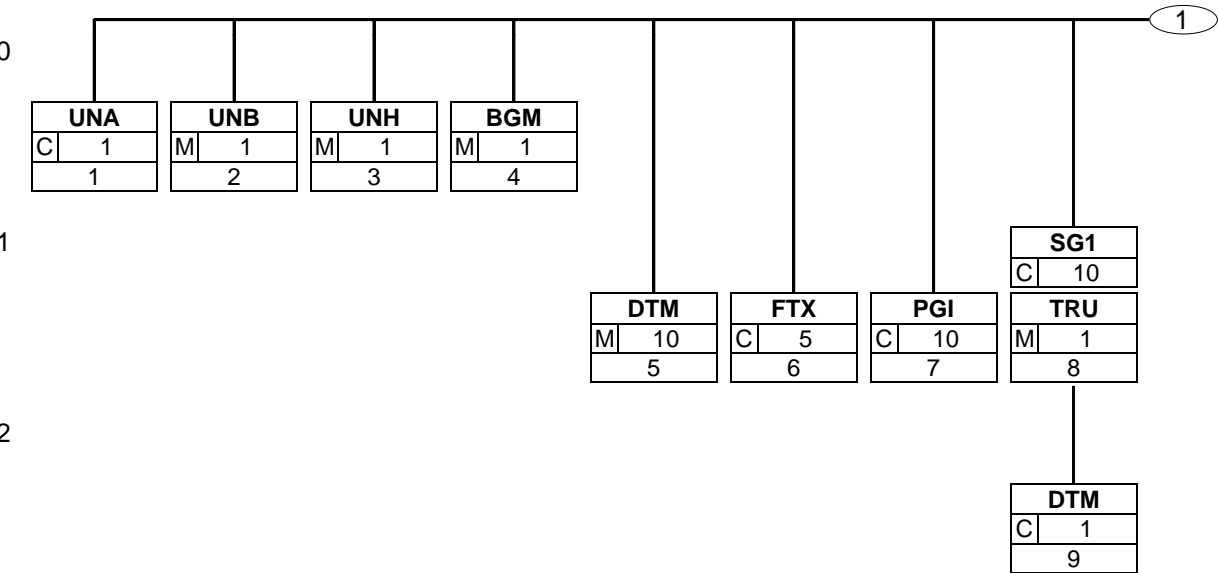 1
0
UNA UNB UNH BGM
C 1 M 1 M 1 M 1
1 2 3 4
1
SG1
C 10
DTM FTX PGI TRU
M 10 C 5 C 10 M 1
5 6 7 8
2
DTM
C 1
9